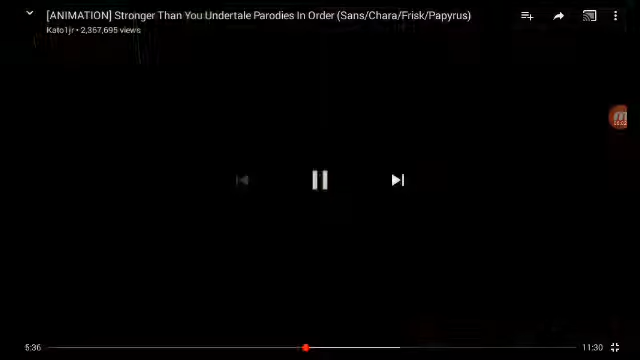 [ANIMATION] Stronger Than You Undertale Parodies In Order (Sans/Chara/Frisk/Papyrus)
Kato1jr • 2,367,695 views
5:36
11:30